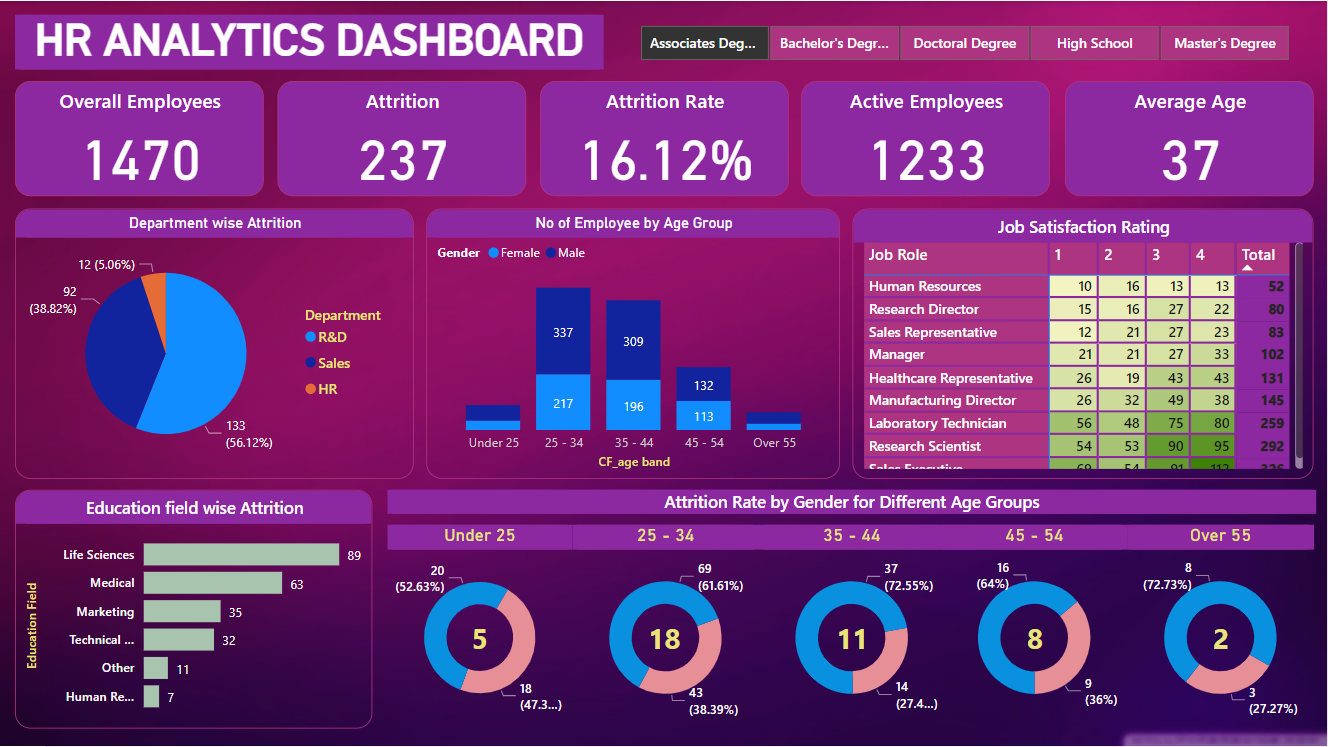 HR ANALYTICS DASHBOARD
Associates Deg... Bachelor's Degr... Doctoral Degree High School Master's Degree
Overall Employees Attrition Attrition Rate Active Employees Average Age
1470 237 16.12% 1233 37
Department wise Attrition
12 (5.06%)
92
(38.82%)
133
(56.12%)
Department
R&D
Sales
HR
No of Employee by Age Group
Gender Female Male
337 309 132
217 196 113
Under 25 25 - 34 35 - 44 45 - 54 Over 55
CF_age band
Job Satisfaction Rating
Job Role 1 2 3 4 Total
Human Resources 10 16 13 13 52
Research Director 15 16 27 22 80
Sales Representative 12 21 27 23 83
Manager 21 21 27 33 102
Healthcare Representative 26 19 43 43 131
Manufacturing Director 26 32 49 38 145
Laboratory Technician 56 48 75 80 259
Research Scientist 54 53 90 95 292
Sales Executive 69 54 91 112 326
Education field wise Attrition
Education Field
Life Sciences 89
Medical 63
Marketing 35
Technical ... 32
Other 11
Human Re... 7
Attrition Rate by Gender for Different Age Groups
Under 25 25 - 34 35 - 44 45 - 54 Over 55
20
(52.63%)
5
18
(47.3...)
69
(61.61%)
18
43
(38.39%)
37
(72.55%)
11
14
(27.4...)
16
(64%)
8
9
(36%)
8
(72.73%)
2
3
(27.27%)